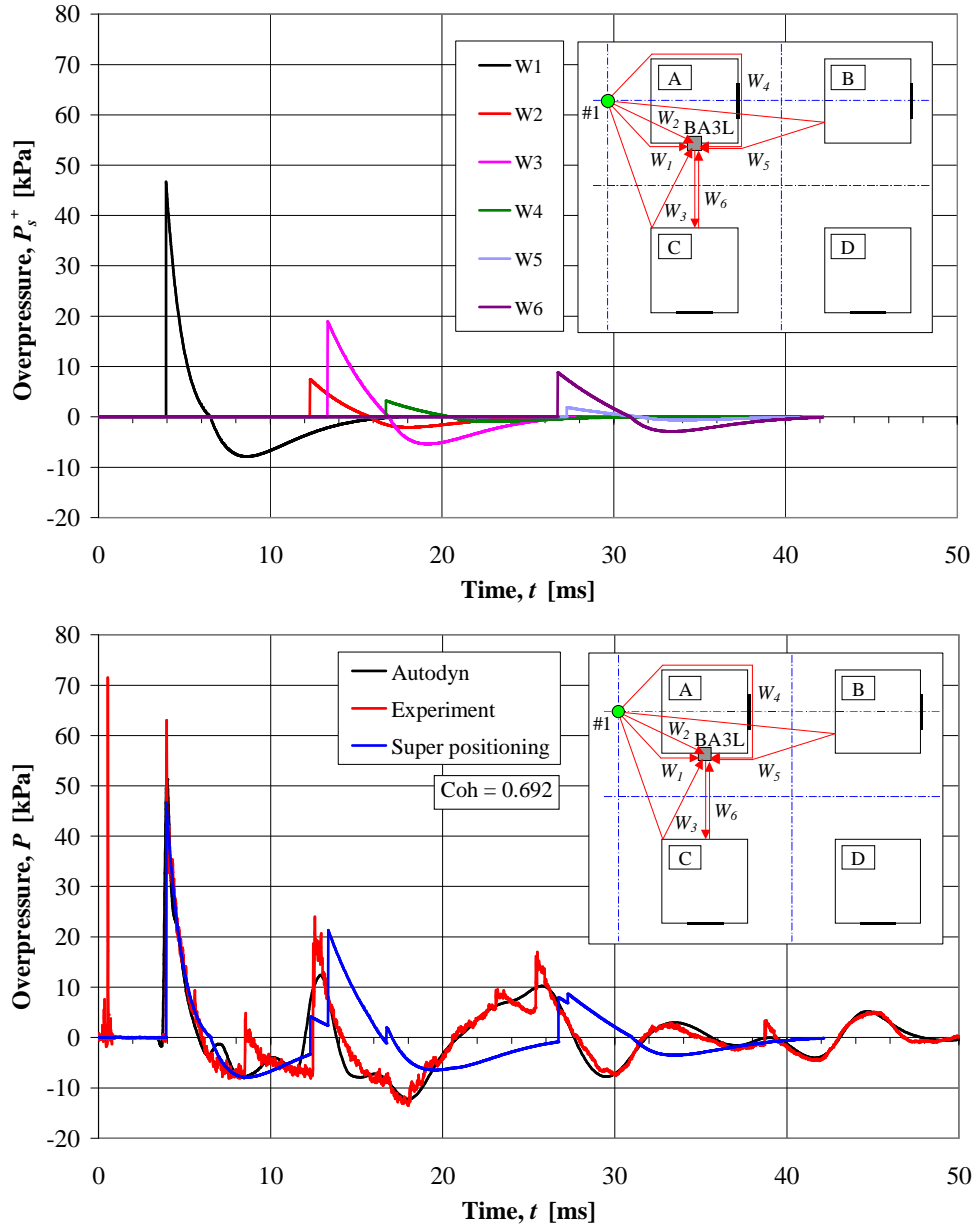 80
70
60
50
40
30
20
10
0
-10
-20
Overpressure, Ps+ [kPa]
W1
W2
W3
W4
W5
W6
A
B
W4
#1
W2
BA3L
W1
W5
W3
W6
C
D
0 10 20 30 40 50
Time, t [ms]
80
70
60
50
40
30
20
10
0
-10
-20
Overpressure, P [kPa]
Autodyn
Experiment
Super positioning
Coh = 0.692
A
B
W4
#1
W2
BA3L
W1
W5
W3
W6
C
D
0 10 20 30 40 50
Time, t [ms]